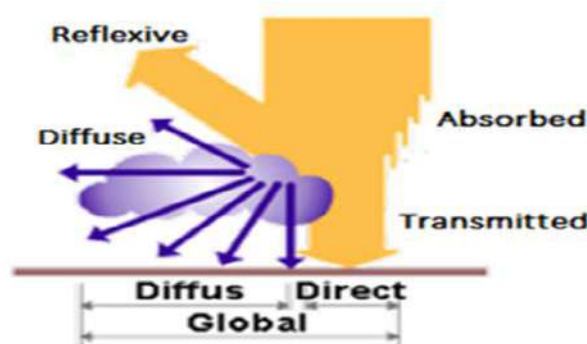 Reflexive
Absorbed
Diffuse
Transmitted
Diffus Direct
Global